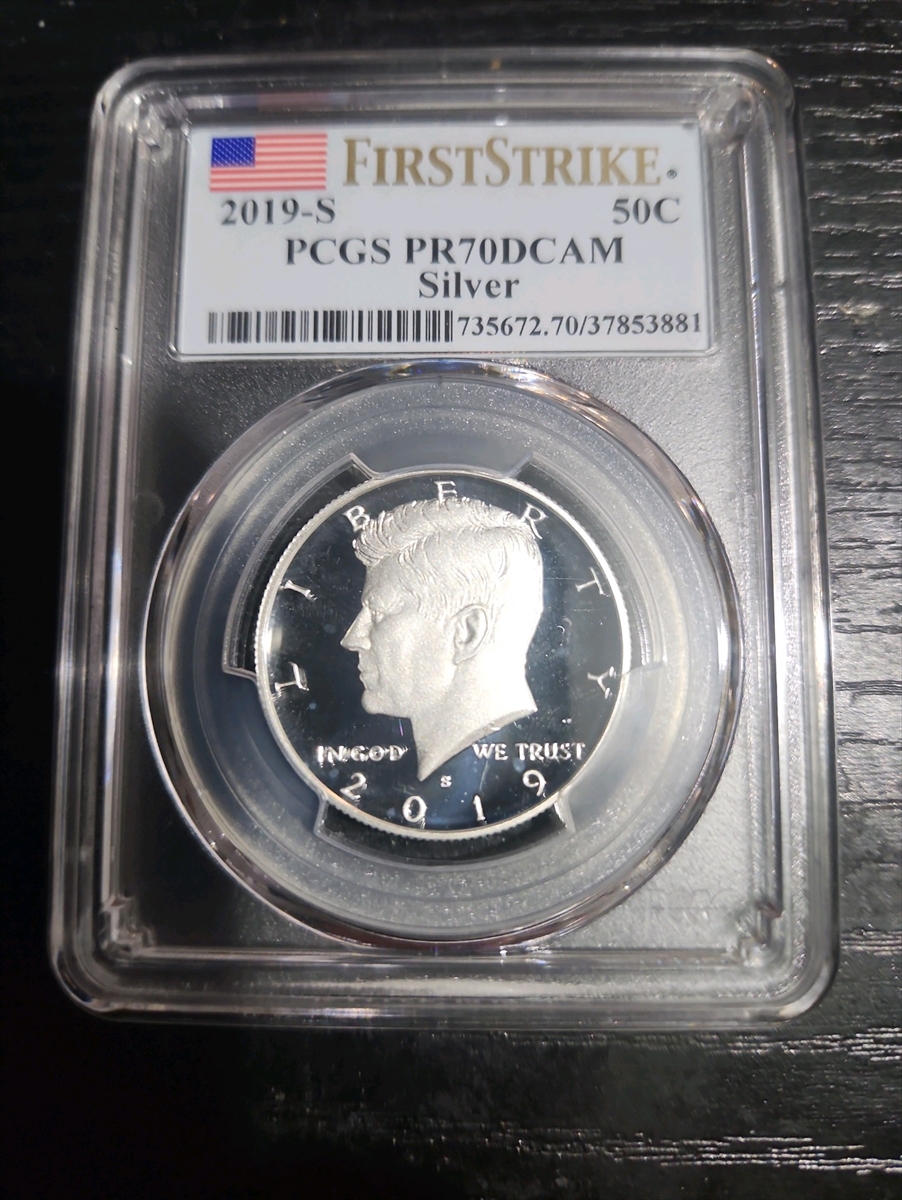 FIRSTSTRIKE®
2019-S 50C
PCGS PR70DCAM
Silver
735672.70/37853881
LIBERTY
IN GOD WE TRUST
S
2019